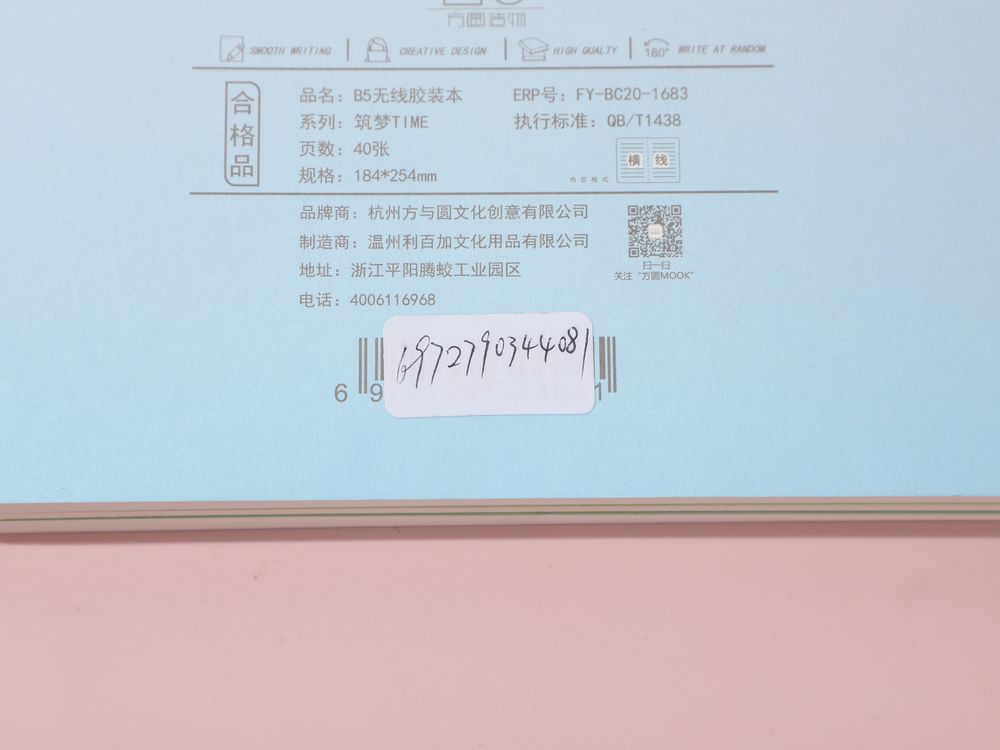 方圆造物
SMOOTH WRITING | CREATIVE DESIGN | HIGH QUALTY | 180° WRITE AT RANDOM
合格品
品名：B5无线胶装本 ERP号：FY-BC20-1683
系列：筑梦TIME 执行标准：QB/T1438
页数：40张
规格：184*254mm
内芯格式 横线
品牌商：杭州方与圆文化创意有限公司
制造商：温州利百加文化用品有限公司
地址：浙江平阳腾蛟工业园区
电话：4006116968
扫一扫
关注“方圆MOOK”
6972790344081
6 9 1